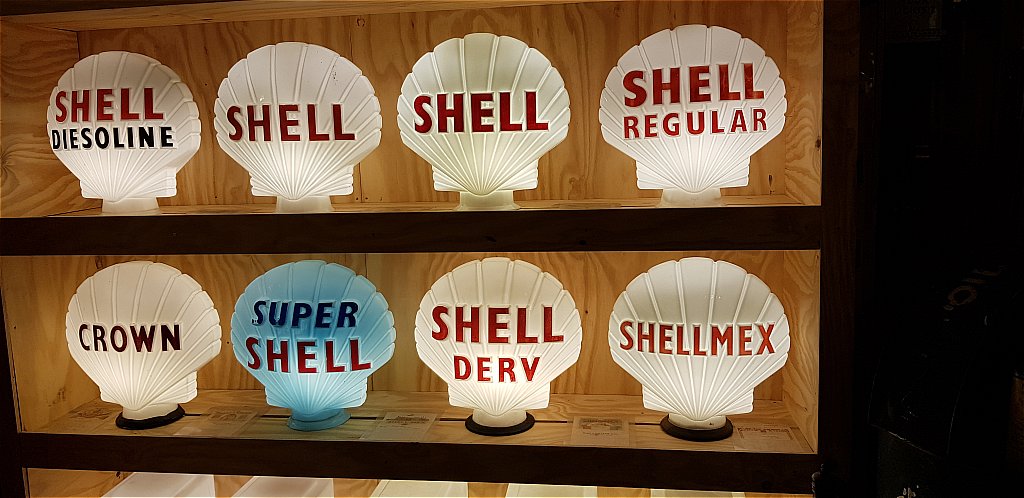 SHELL
DIESOLINE
SHELL
SHELL
SHELL
REGULAR
CROWN
SUPER
SHELL
SHELL
DERV
SHELLMEX